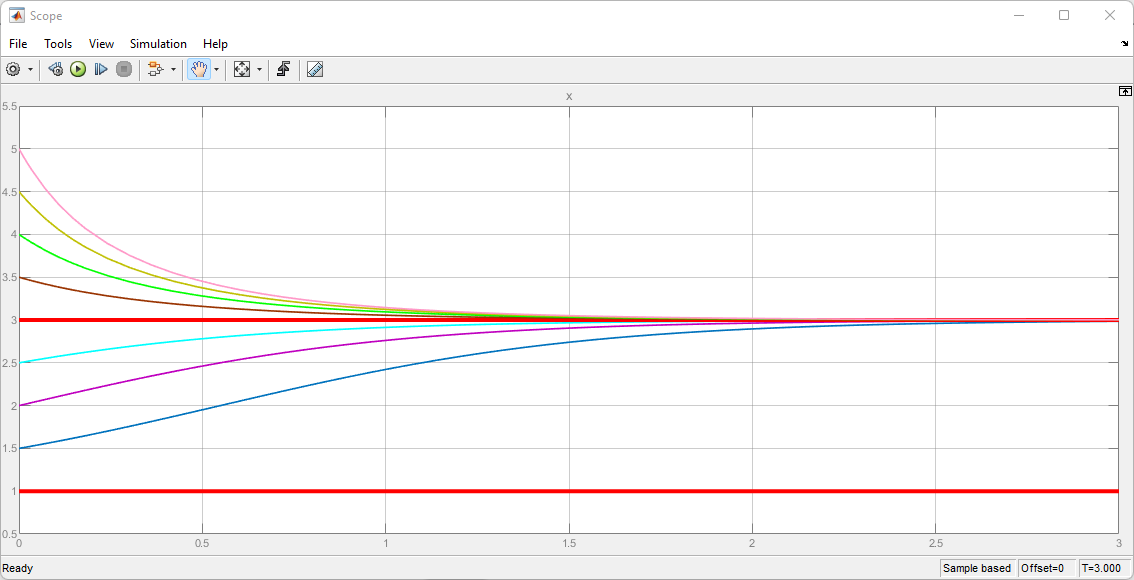 Scope
File Tools View Simulation Help
x
5.5
5
4.5
4
3.5
3
2.5
2
1.5
1
0.5
0 0.5 1 1.5 2 2.5 3
Ready Sample based Offset=0 T=3.000